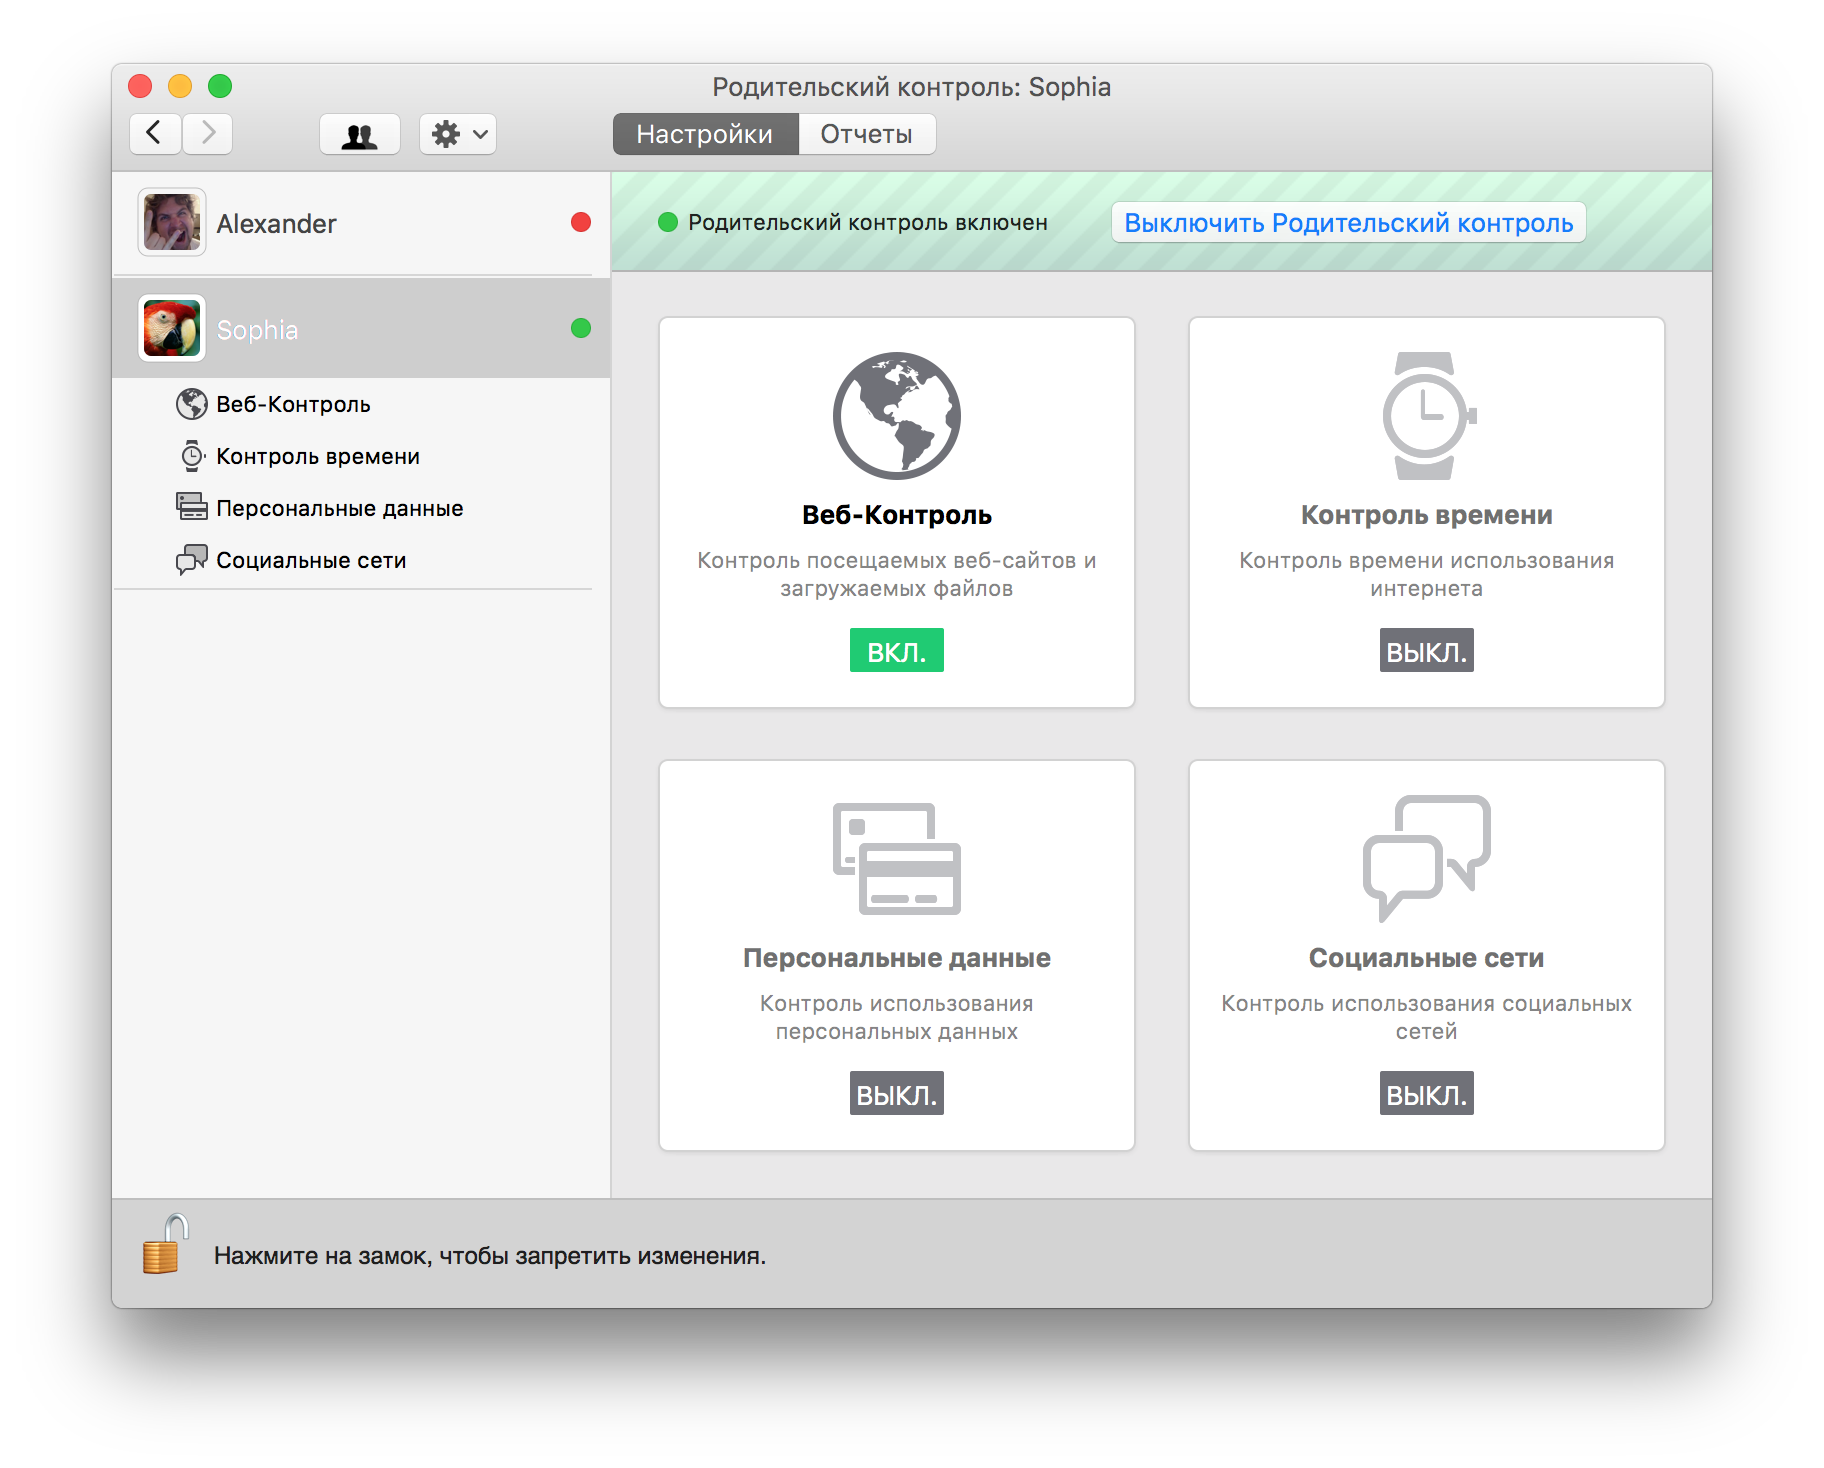 Родительский контроль: Sophia
Настройки
Отчеты
Alexander
Sophia
Веб-Контроль
Контроль времени
Персональные данные
Социальные сети
Родительский контроль включен
Выключить Родительский контроль
Веб-Контроль
Контроль посещаемых веб-сайтов и
загружаемых файлов
ВКЛ.
Контроль времени
Контроль времени использования
интернета
ВЫКЛ.
Персональные данные
Контроль использования
персональных данных
ВЫКЛ.
Социальные сети
Контроль использования социальных
сетей
ВЫКЛ.
Нажмите на замок, чтобы запретить изменения.